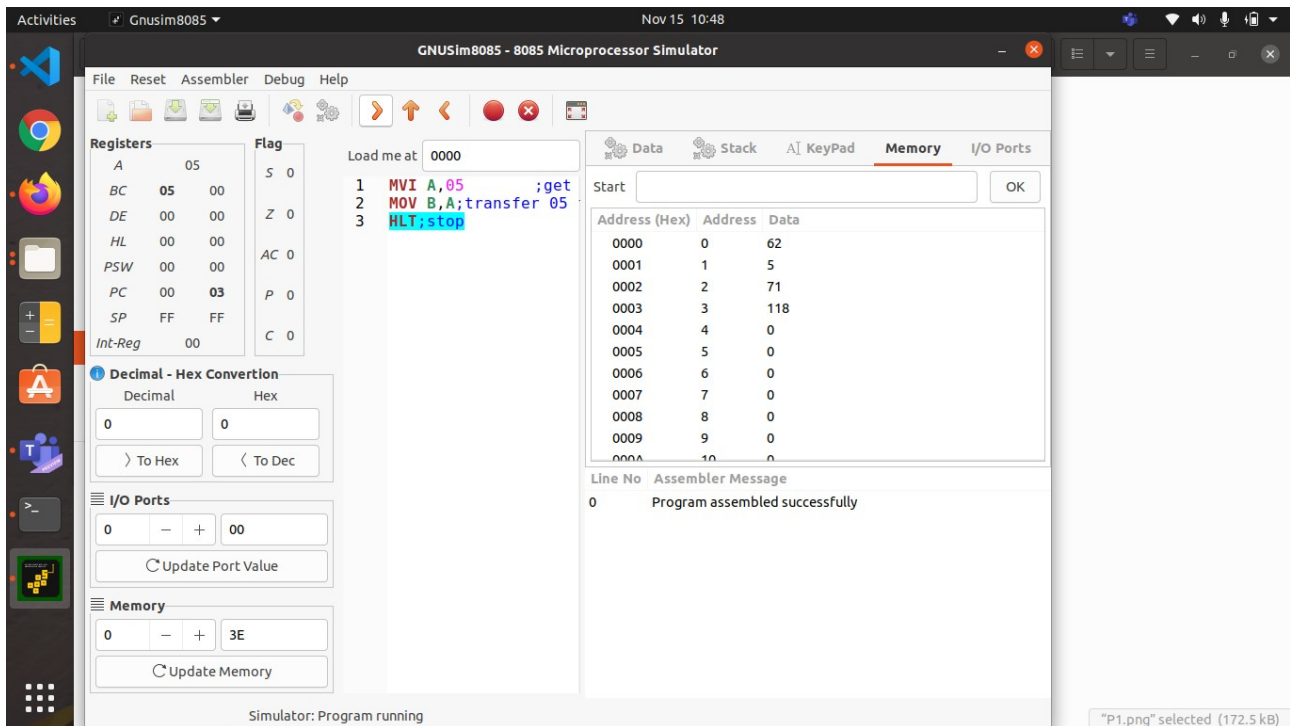 Activities Gnusim8085 Nov 15 10:48
GNUSim8085 - 8085 Microprocessor Simulator
File Reset Assembler Debug Help
Registers Flag
A 05
BC 05 00
DE 00 00
HL 00 00
PSW 00 00
PC 00 03
SP FF FF
Int-Reg 00
S 0
Z 0
AC 0
P 0
C 0
Decimal - Hex Convertion
Decimal Hex
0 0
To Hex To Dec
I/O Ports
0 − + 00
Update Port Value
Memory
0 − + 3E
Update Memory
Load me at 0000
1 MVI A,05 ;get
2 MOV B,A;transfer 05
3 HLT;stop
Data Stack KeyPad Memory I/O Ports
Start OK
Address (Hex) Address Data
0000 0 62
0001 1 5
0002 2 71
0003 3 118
0004 4 0
0005 5 0
0006 6 0
0007 7 0
0008 8 0
0009 9 0
000A 10 0
Line No Assembler Message
0 Program assembled successfully
Simulator: Program running
"P1.png" selected (172.5 kB)